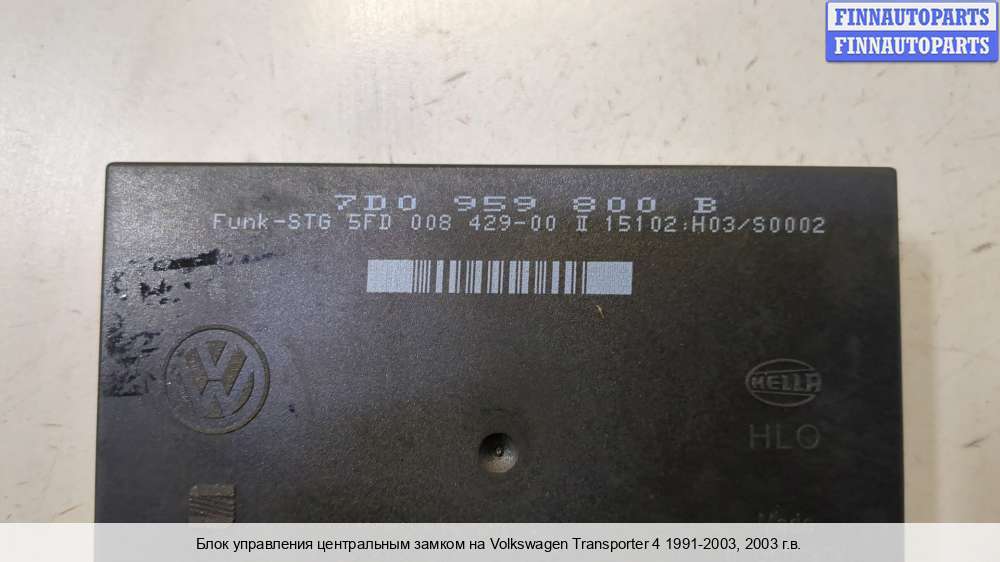 FINNAUTOPARTS
FINNAUTOPARTS
7D0 959 800 B
Funk-STG 5FD 008 429-00 II 15102:H03/S0002
VW
HELLA
HLO
Блок управления центральным замком на Volkswagen Transporter 4 1991-2003, 2003 г.в.